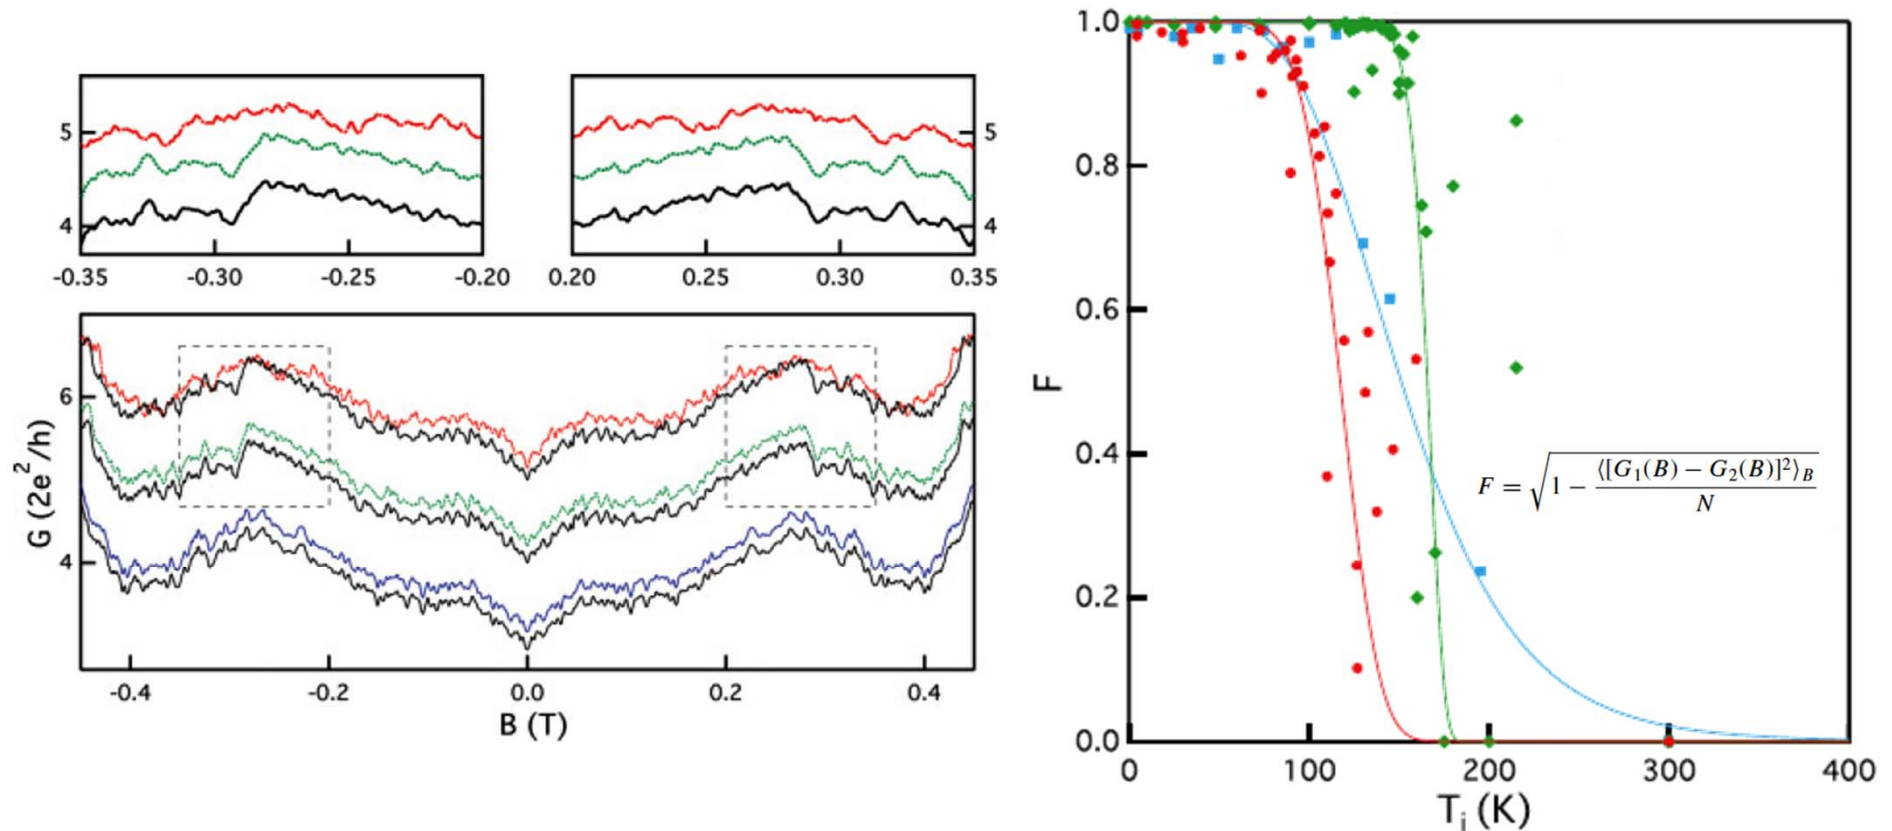 5
4
-0.35 -0.30 -0.25 -0.20
5
4
0.20 0.25 0.30 0.35
G (2e²/h)
6
4
-0.4 -0.2 0.0 0.2 0.4
B (T)
F
1.0
0.8
0.6
0.4
0.2
0.0
F = √(1 − ⟨[G₁(B) − G₂(B)]²⟩_B / N)
0 100 200 300 400
Tᵢ (K)